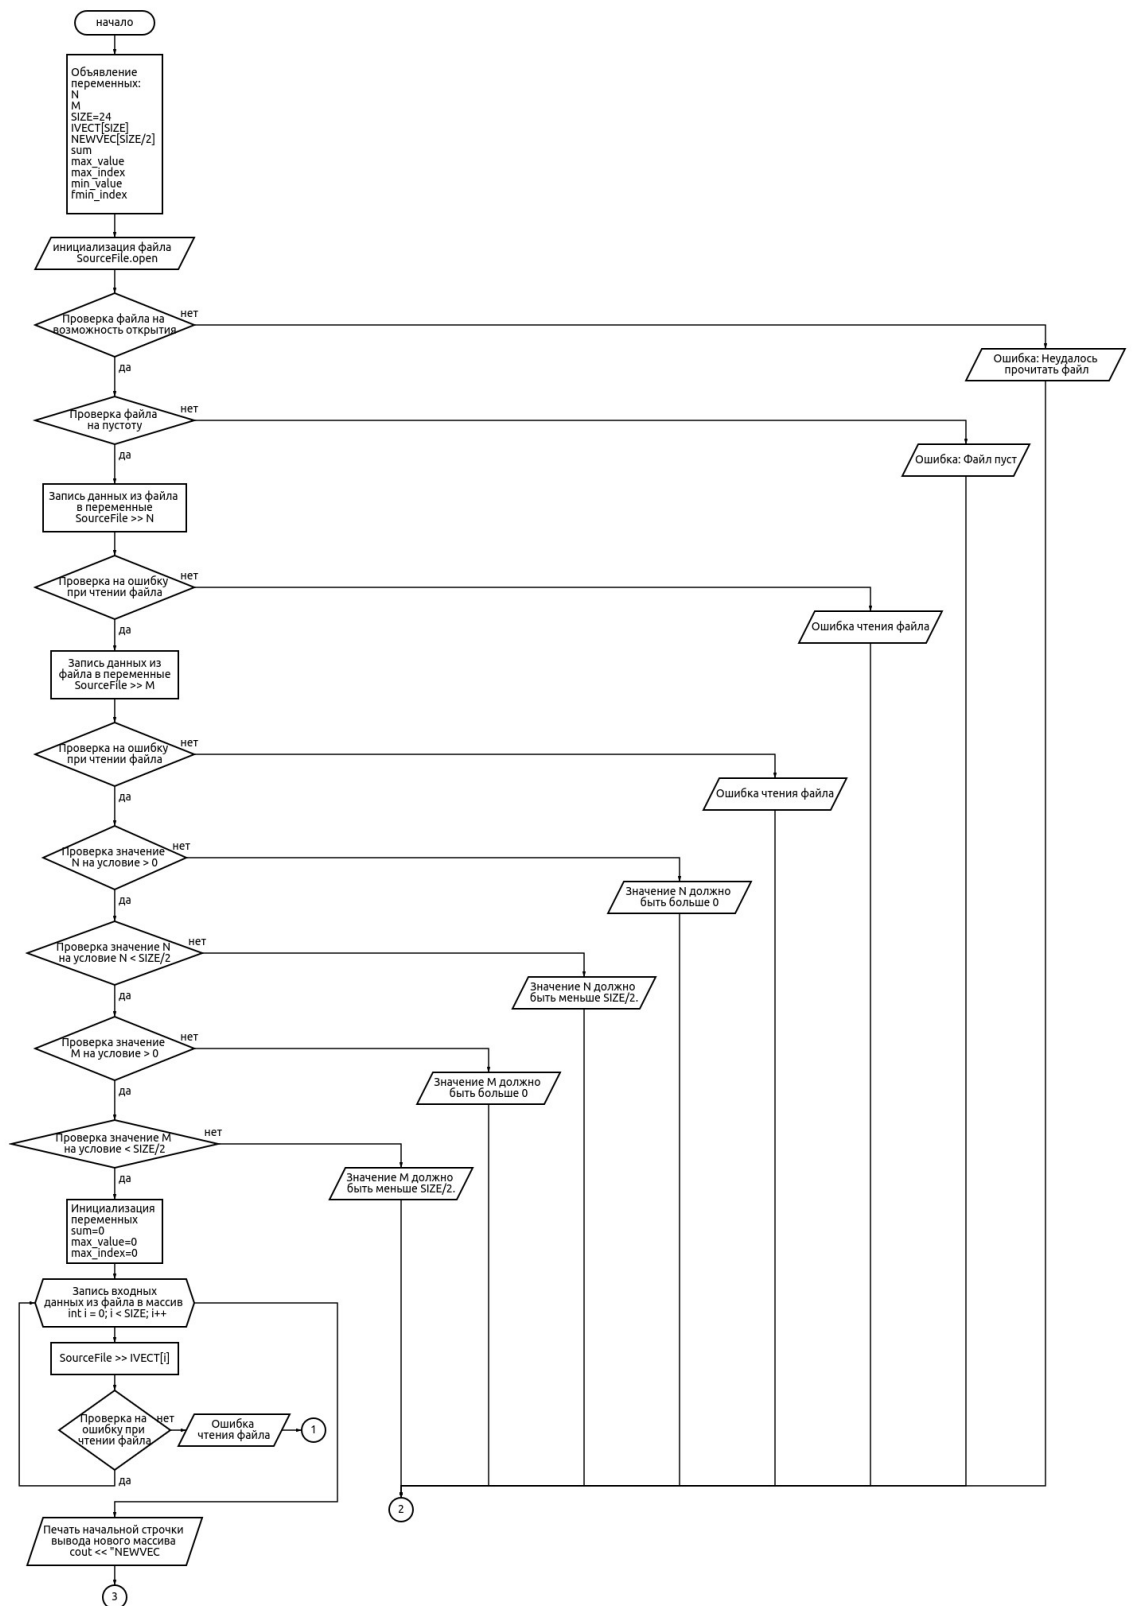 начало
Объявление
переменных:
N
M
SIZE=24
IVECT[SIZE]
NEWVEC[SIZE/2]
sum
max_value
max_index
min_value
fmin_index
инициализация файла
SourceFile.open
Проверка файла на
возможность открытия
нет
да
Ошибка: Неудалось
прочитать файл
Проверка файла
на пустоту
нет
да
Ошибка: Файл пуст
Запись данных из файла
в переменные
SourceFile >> N
Проверка на ошибку
при чтении файла
нет
да
Ошибка чтения файла
Запись данных из
файла в переменные
SourceFile >> M
Проверка на ошибку
при чтении файла
нет
да
Ошибка чтения файла
Проверка значение
N на условие > 0
нет
да
Значение N должно
быть больше 0
Проверка значение N
на условие N < SIZE/2
нет
да
Значение N должно
быть меньше SIZE/2.
Проверка значение
M на условие > 0
нет
да
Значение M должно
быть больше 0
Проверка значение M
на условие < SIZE/2
нет
да
Значение M должно
быть меньше SIZE/2.
Инициализация
переменных
sum=0
max_value=0
max_index=0
Запись входных
данных из файла в массив
int i = 0; i < SIZE; i++
SourceFile >> IVECT[i]
Проверка на
ошибку при
чтении файла
нет
да
Ошибка
чтения файла
1
2
Печать начальной строчки
вывода нового массива
cout << "NEWVEC
3